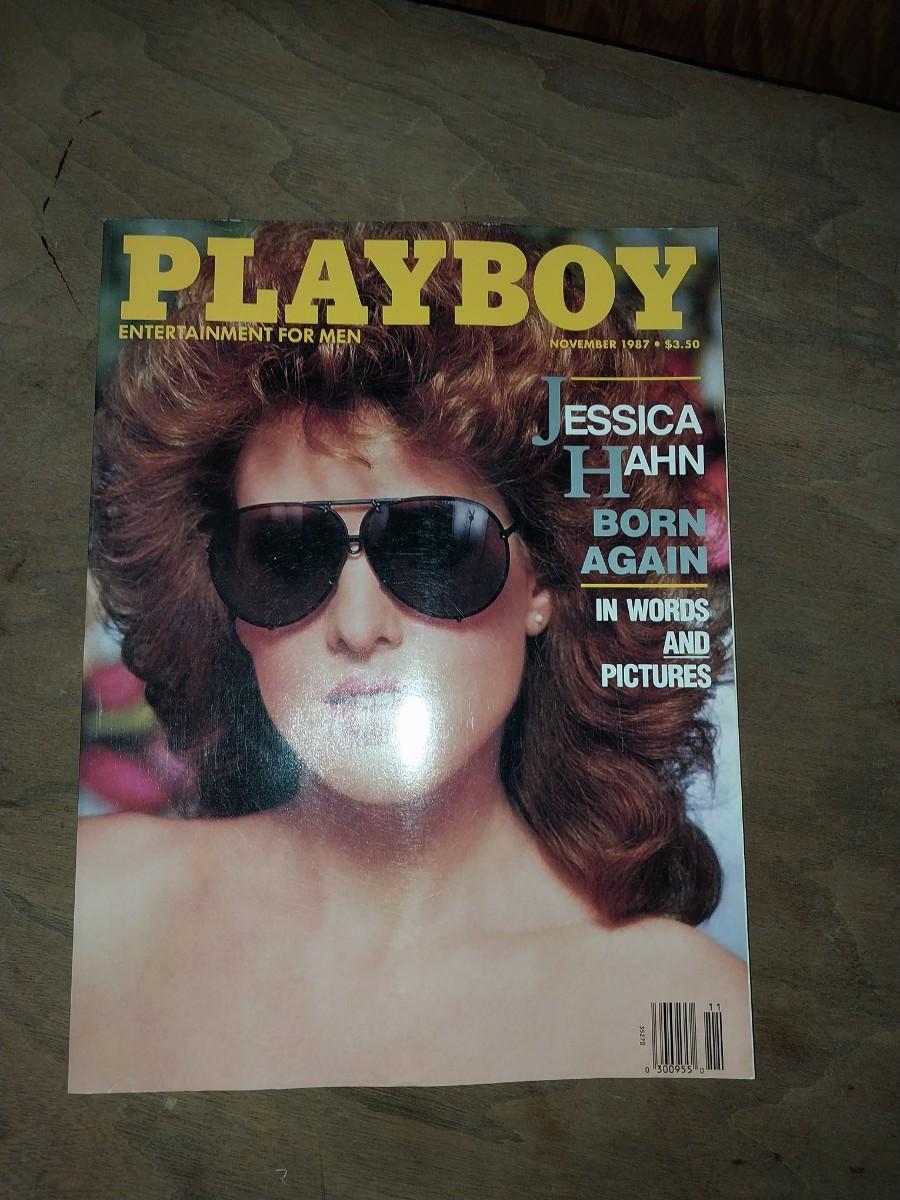 PLAYBOY
ENTERTAINMENT FOR MEN
NOVEMBER 1987 • $3.50
JESSICA
HAHN
BORN
AGAIN
IN WORDS
AND
PICTURES
11
35270
0 300955 0